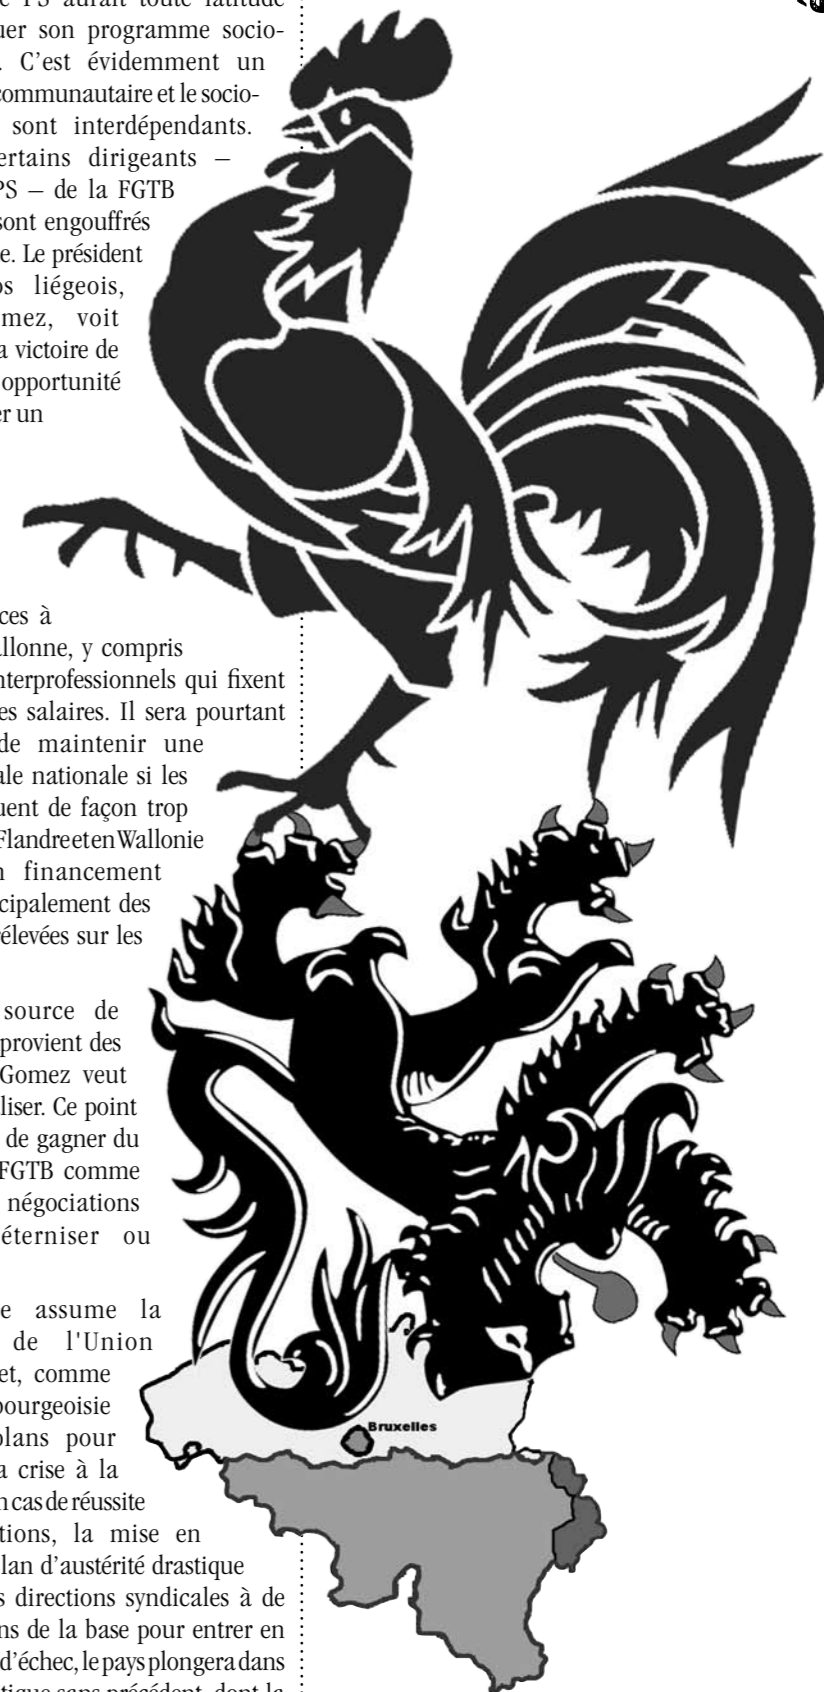 PS aurait toute latitude
uer son programme socio-
. C’est évidemment un
communautaire et le socio-
sont interdépendants.
ertains dirigeants –
PS – de la FGTB
sont engouffrés
e. Le président
os liégeois,
mez, voit
a victoire de
opportunité
er un
ces à
allonne, y compris
nterprofessionnels qui fixent
es salaires. Il sera pourtant
de maintenir une
ale nationale si les
uent de façon trop
Flandre et en Wallonie
n financement
cipalement des
élevées sur les
source de
provient des
Gomez veut
liser. Ce point
de gagner du
FGTB comme
négociations
éterniser ou
e assume la
de l'Union
et, comme
bourgeoisie
plans pour
a crise à la
n cas de réussite
tions, la mise en
lan d’austérité drastique
s directions syndicales à de
ns de la base pour entrer en
d’échec, le pays plongera dans
tique sans précédent, dont la
Bruxelles